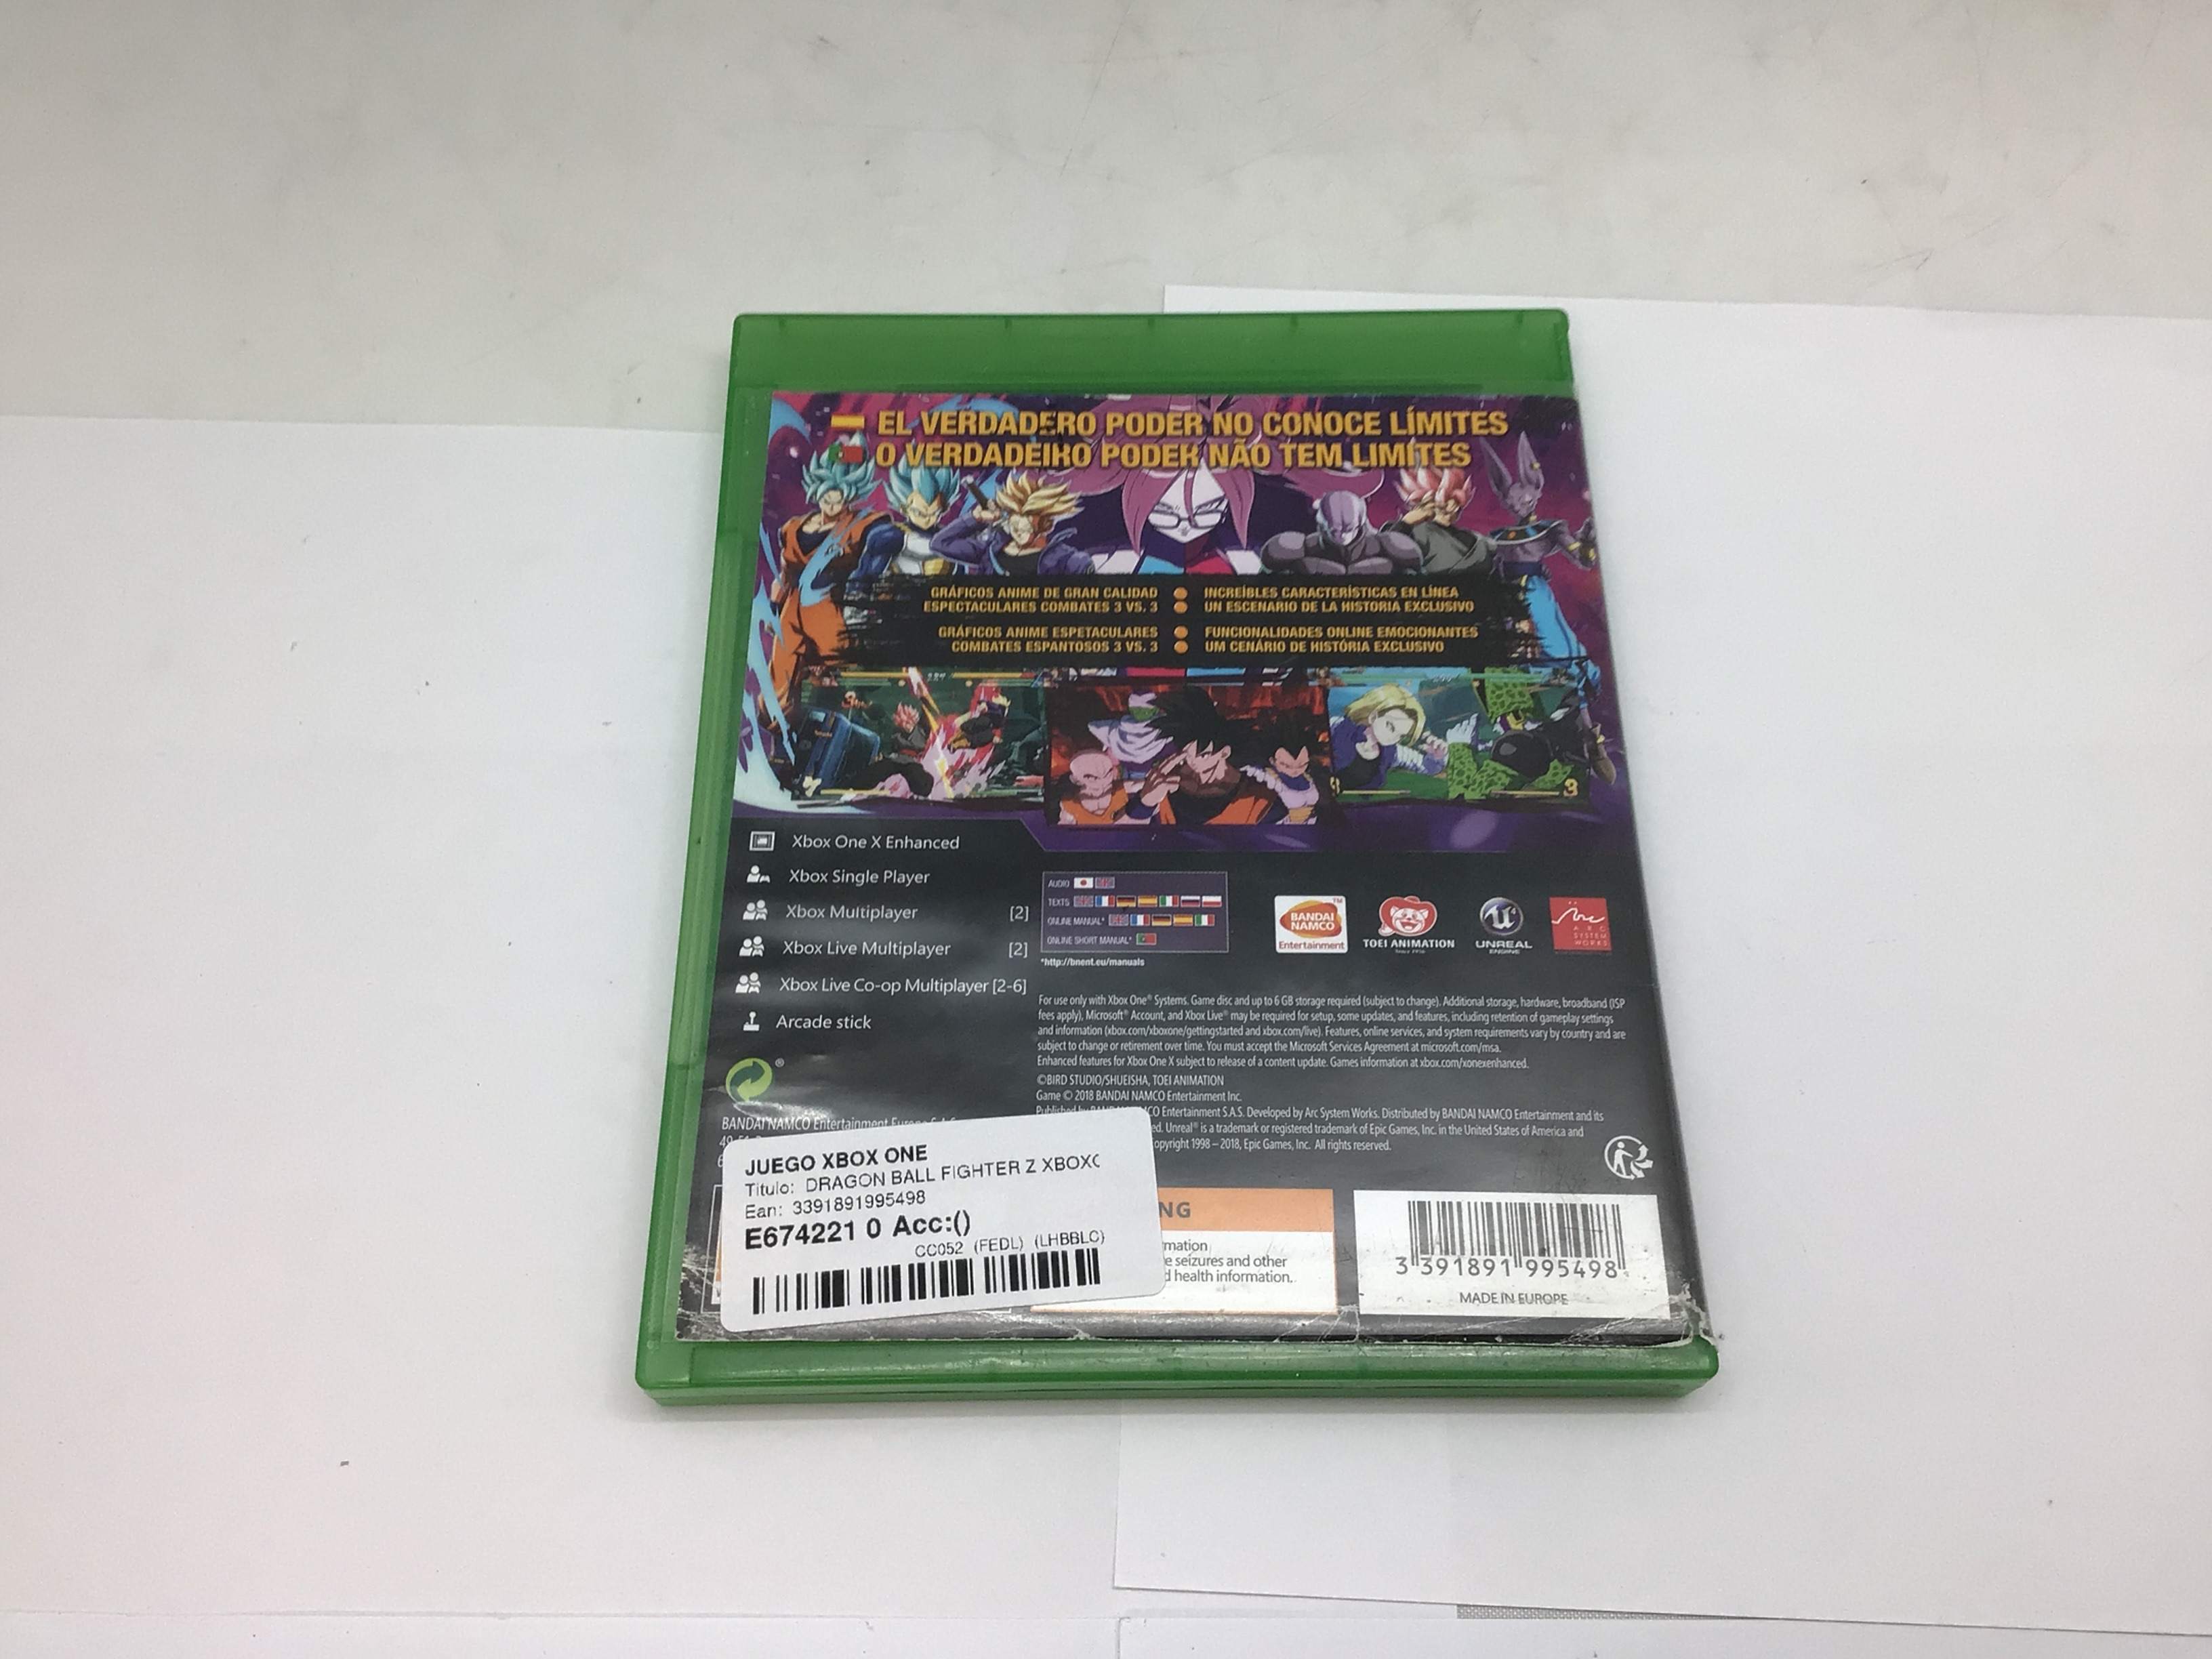 EL VERDADERO PODER NO CONOCE LÍMITES
O VERDADEIRO PODER NÃO TEM LIMITES
GRÁFICOS ANIME DE GRAN CALIDAD
ESPECTACULARES COMBATES 3 VS. 3
INCREÍBLES CARACTERÍSTICAS EN LÍNEA
UN ESCENARIO DE LA HISTORIA EXCLUSIVO
GRÁFICOS ANIME ESPETACULARES
COMBATES ESPANTOSOS 3 VS. 3
FUNCIONALIDADES ONLINE EMOCIONANTES
UM CENÁRIO DE HISTÓRIA EXCLUSIVO
Xbox One X Enhanced
Xbox Single Player
Xbox Multiplayer [2]
Xbox Live Multiplayer [2]
Xbox Live Co-op Multiplayer [2-6]
Arcade stick
AUDIO
TEXTS
ONLINE MANUAL*
ONLINE SHORT MANUAL*
*http://bnent.eu/manuals
BANDAI NAMCO Entertainment
TOEI ANIMATION
UNREAL ENGINE
ARC SYSTEM WORKS
For use only with Xbox One® Systems. Game disc and up to 6 GB storage required (subject to change). Additional storage, hardware, broadband (ISP
fees apply), Microsoft® Account, and Xbox Live® may be required for setup, some updates, and features, including retention of gameplay settings
and information (xbox.com/xboxone/gettingstarted and xbox.com/live). Features, online services, and system requirements vary by country and are
subject to change or retirement over time. You must accept the Microsoft Services Agreement at microsoft.com/msa.
Enhanced features for Xbox One X subject to release of a content update. Games information at xbox.com/xonexenhanced.
©BIRD STUDIO/SHUEISHA, TOEI ANIMATION
Game © 2018 BANDAI NAMCO Entertainment Inc.
Published by BANDAI NAMCO Entertainment S.A.S. Developed by Arc System Works. Distributed by BANDAI NAMCO Entertainment and its
ed. Unreal® is a trademark or registered trademark of Epic Games, Inc. in the United States of America and
opyright 1998 – 2018, Epic Games, Inc. All rights reserved.
BANDAI NAMCO Entertainment
JUEGO XBOX ONE
Titulo: DRAGON BALL FIGHTER Z XBOXO
Ean: 3391891995498
E674221 0 Acc:()
CC052 (FEDL) (LHBBLC)
NG
mation
e seizures and other
d health information.
3 391891 995498
MADE IN EUROPE